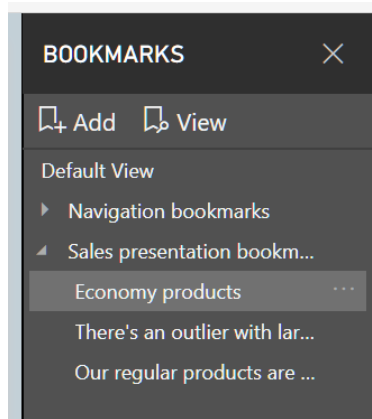 BOOKMARKS
Add View
Default View
Navigation bookmarks
Sales presentation bookm...
Economy products ...
There's an outlier with lar...
Our regular products are ...